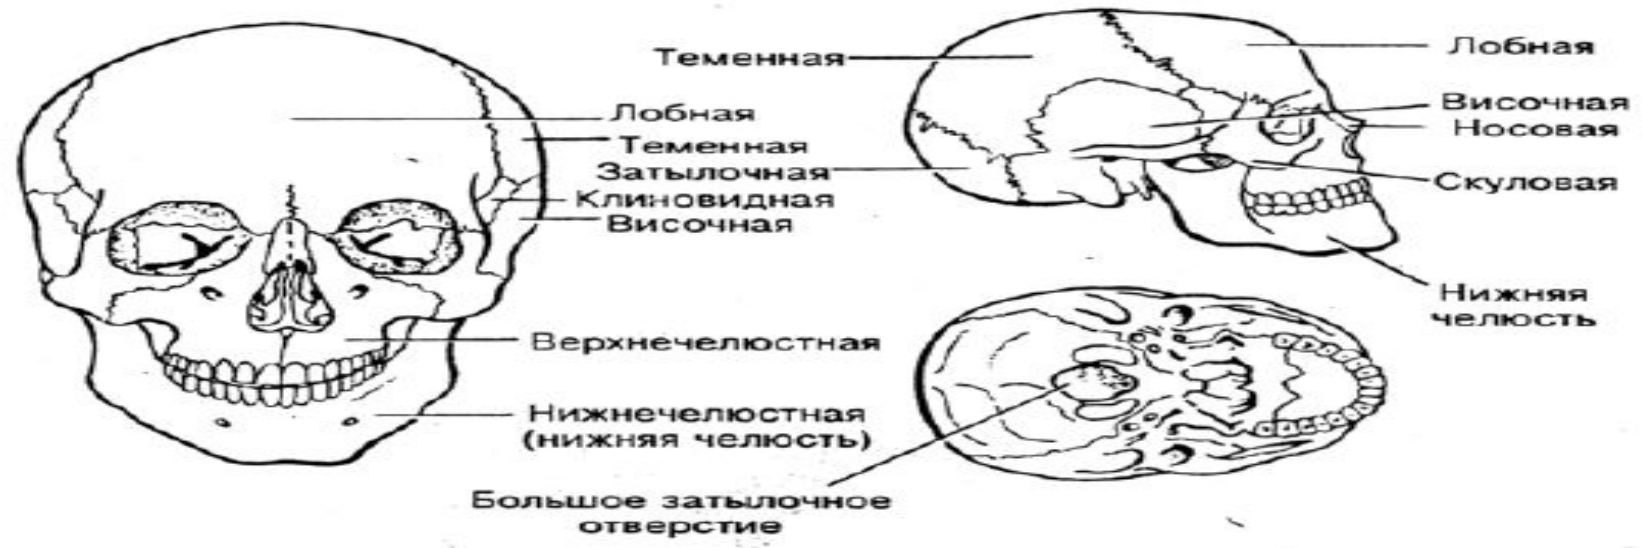 Теменная
Лобная
Лобная
Теменная
Затылочная
Клиновидная
Височная
Височная
Носовая
Скуловая
Нижняя
челюсть
Верхнечелюстная
Нижнечелюстная
(нижняя челюсть)
Большое затылочное
отверстие